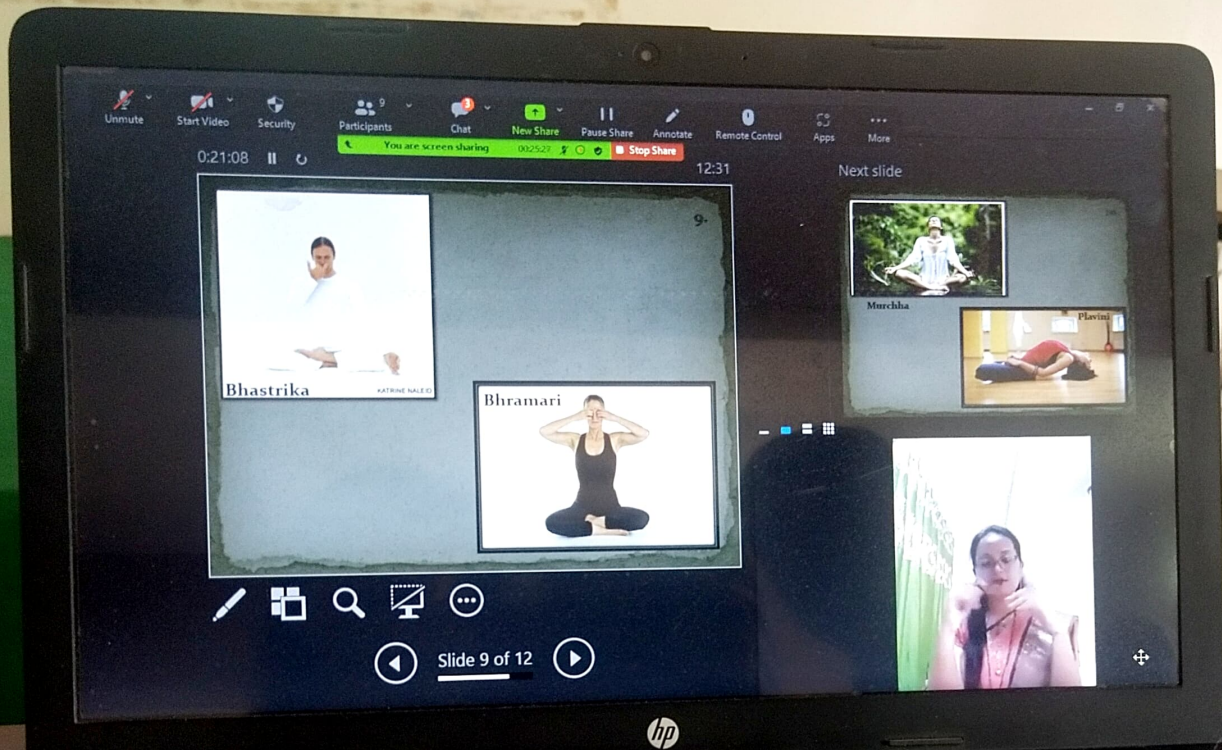 Unmute
Start Video
Security
9
Participants
3
Chat
New Share
Pause Share
Annotate
Remote Control
Apps
More
You are screen sharing 00:25:27 Stop Share
0:21:08
12:31
Next slide
9.
Bhastrika
KATRINE NALEID
Bhramari
Murchha
Plavini
Slide 9 of 12
hp